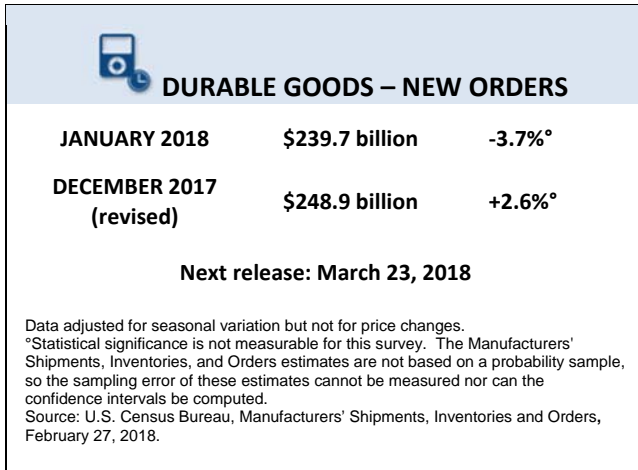 DURABLE GOODS – NEW ORDERS
JANUARY 2018 $239.7 billion -3.7%°
DECEMBER 2017 (revised) $248.9 billion +2.6%°
Next release: March 23, 2018
Data adjusted for seasonal variation but not for price changes.
°Statistical significance is not measurable for this survey.  The Manufacturers'
Shipments, Inventories, and Orders estimates are not based on a probability sample,
so the sampling error of these estimates cannot be measured nor can the
confidence intervals be computed.
Source: U.S. Census Bureau, Manufacturers' Shipments, Inventories and Orders,
February 27, 2018.